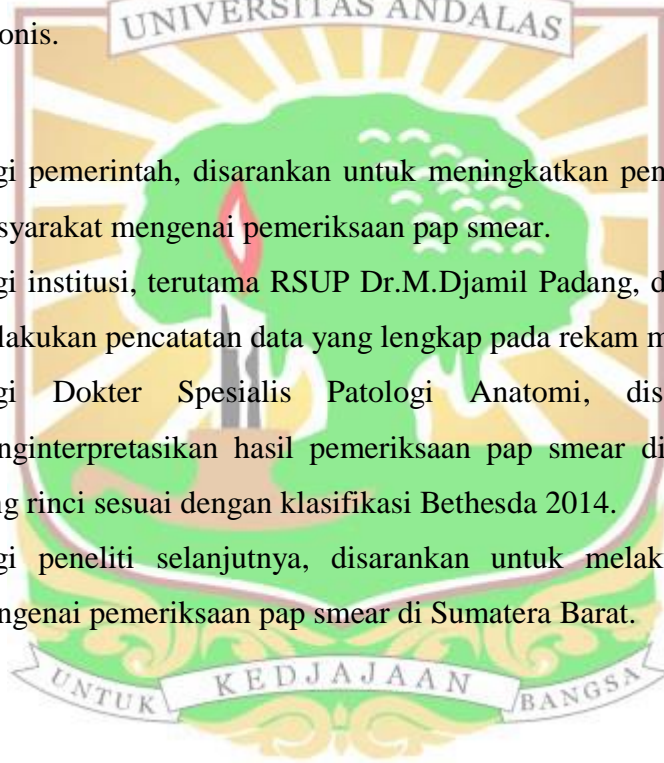 UNIVERSITAS ANDALAS
onis.
gi pemerintah, disarankan untuk meningkatkan pen
syarakat mengenai pemeriksaan pap smear.
gi institusi, terutama RSUP Dr.M.Djamil Padang, d
lakukan pencatatan data yang lengkap pada rekam m
gi Dokter Spesialis Patologi Anatomi, dis
nginterpretasikan hasil pemeriksaan pap smear di
ng rinci sesuai dengan klasifikasi Bethesda 2014.
gi peneliti selanjutnya, disarankan untuk melak
ngenai pemeriksaan pap smear di Sumatera Barat.
UNTUK KEDJAJAAN BANGSA